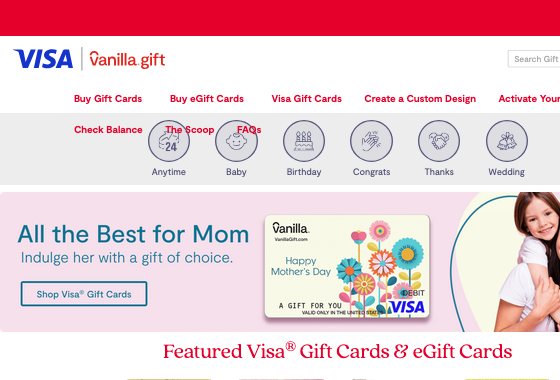 VISA Vanilla gift
Search Gift
Buy Gift Cards Buy eGift Cards Visa Gift Cards Create a Custom Design Activate Your
Check Balance The Scoop FAQs
24
Anytime Baby Birthday Congrats Thanks Wedding
All the Best for Mom
Indulge her with a gift of choice.
Shop Visa® Gift Cards
Vanilla
VanillaGift.com
Happy
Mother's Day
DEBIT
A GIFT FOR YOU
VISA
VALID ONLY IN THE UNITED STATES
Featured Visa® Gift Cards & eGift Cards